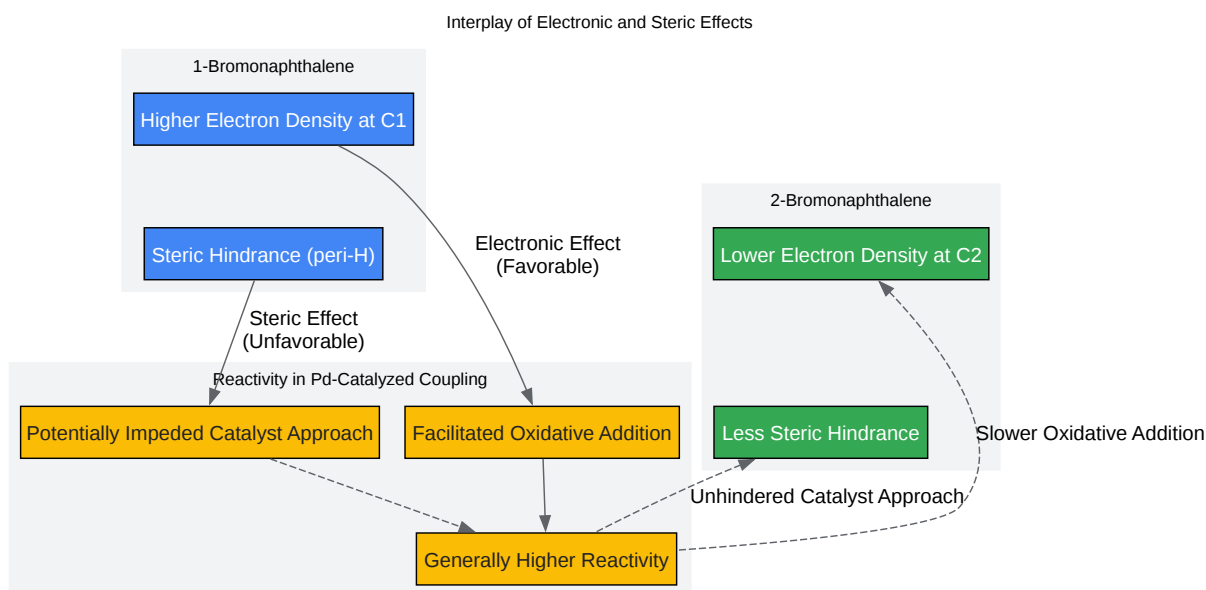 Interplay of Electronic and Steric Effects
1-Bromonaphthalene
Higher Electron Density at C1
Steric Hindrance (peri-H)
2-Bromonaphthalene
Lower Electron Density at C2
Electronic Effect
(Favorable)
Steric Effect
(Unfavorable)
Reactivity in Pd-Catalyzed Coupling
Potentially Impeded Catalyst Approach
Facilitated Oxidative Addition
Less Steric Hindrance
Slower Oxidative Addition
Unhindered Catalyst Approach
Generally Higher Reactivity